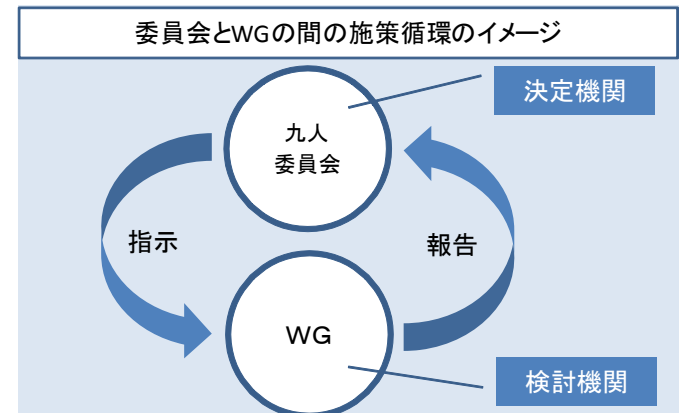 委員会とWGの間の施策循環のイメージ
決定機関
九人
委員会
指示
報告
WG
検討機関